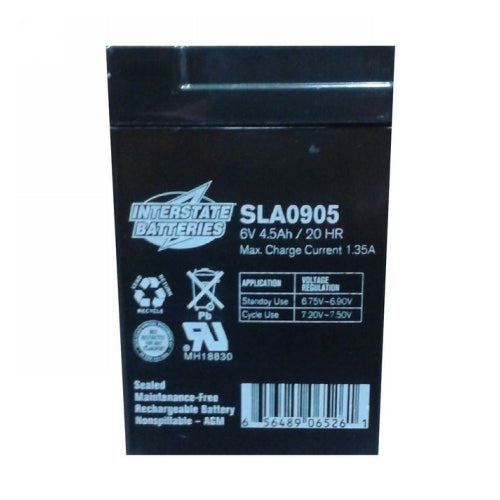 INTERSTATE
BATTERIES
SLA0905
6V 4.5Ah / 20 HR
Max. Charge Current 1.35A
APPLICATION VOLTAGE REGULATION
Standby Use 6.75V–6.90V
Cycle Use 7.20V–7.50V
RECYCLE
Pb
MH18830
Sealed
Maintenance-Free
Rechargeable Battery
Nonspillable - AGM
6 56489 06526 1